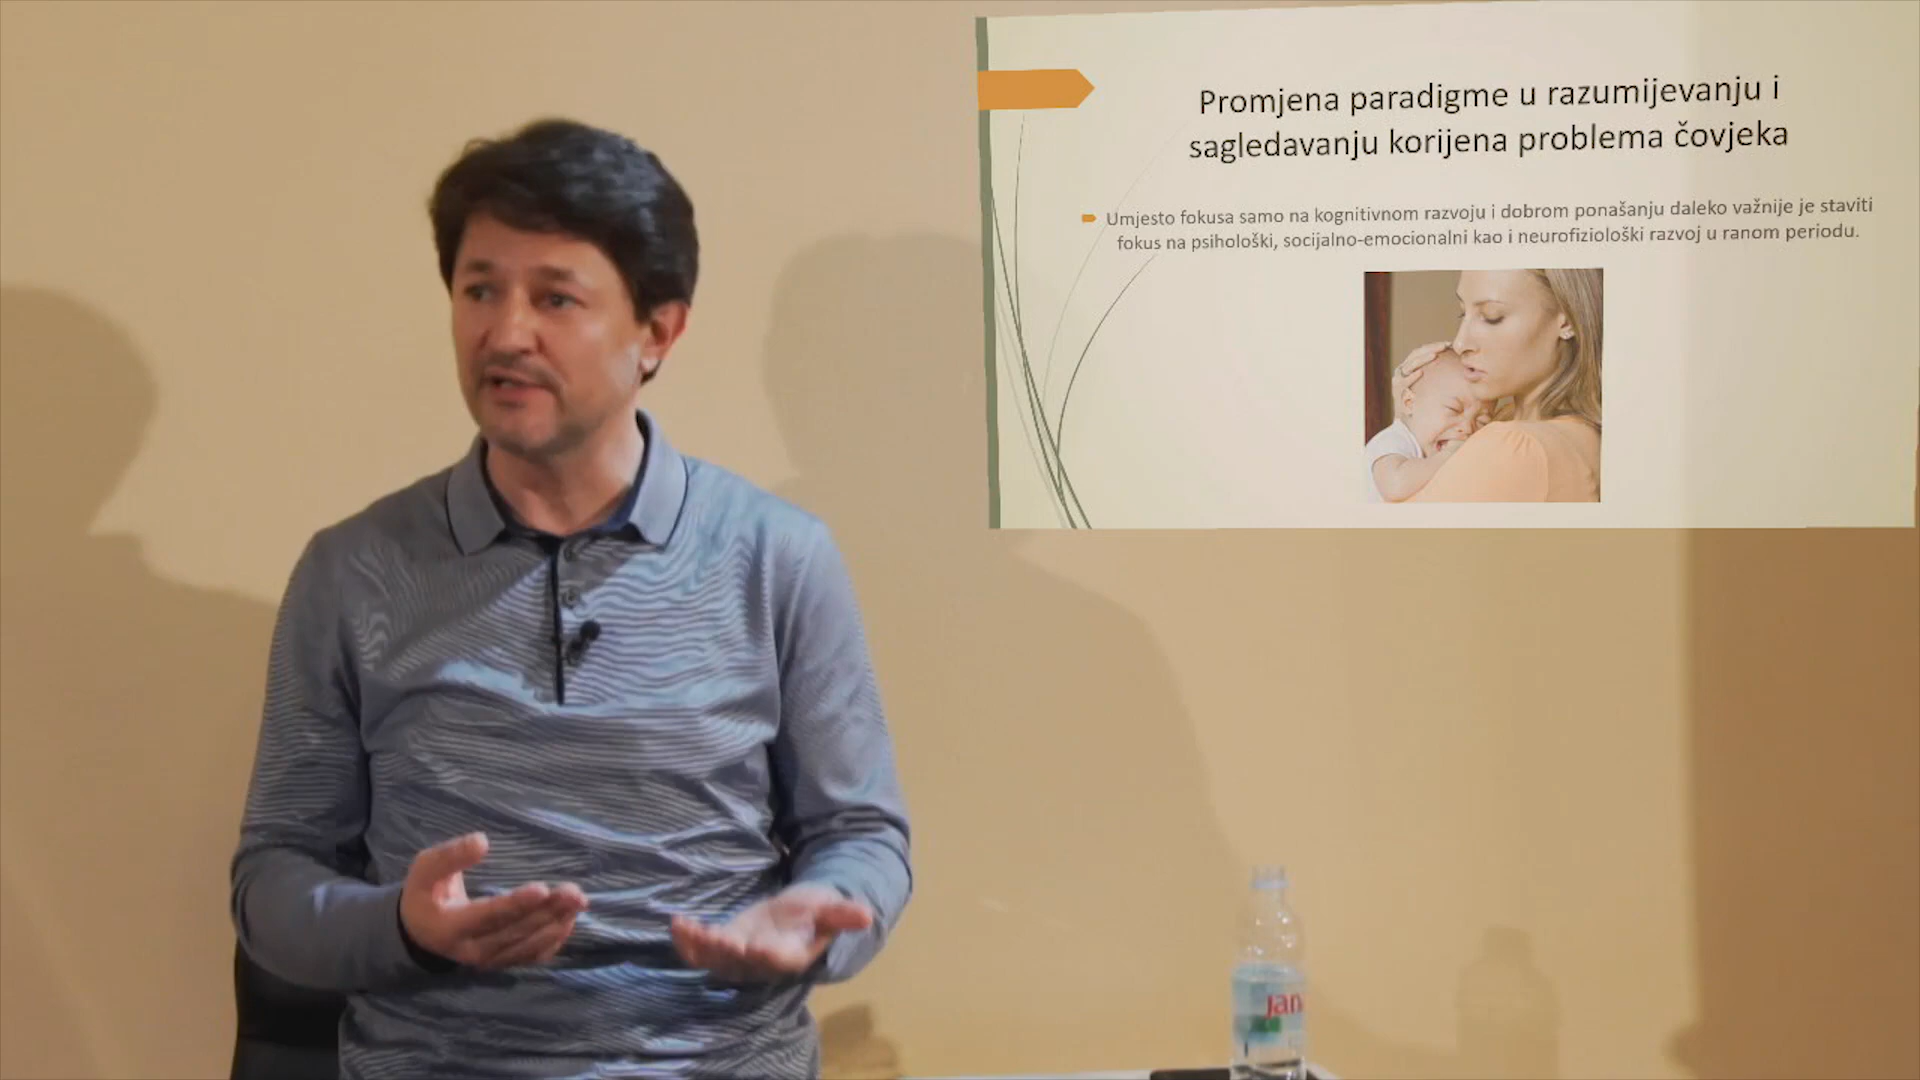 Promjena paradigme u razumijevanju i
sagledavanju korijena problema čovjeka
Umjesto fokusa samo na kognitivnom razvoju i dobrom ponašanju daleko važnije je staviti
fokus na psihološki, socijalno-emocionalni kao i neurofiziološki razvoj u ranom periodu.
jan